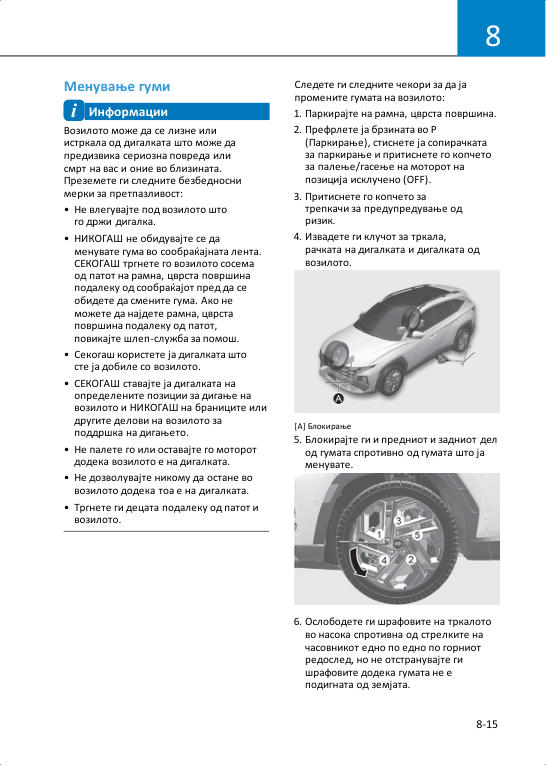 8
Менување гуми
i Информации
Возилото може да се лизне или
истркала од дигалката што може да
предизвика сериозна повреда или
смрт на вас и оние во близината.
Преземете ги следните безбедносни
мерки за претпазливост:
• Не влегувајте под возилото што
го држи дигалка.
• НИКОГАШ не обидувајте се да
менувате гума во сообраќајната лента.
СЕКОГАШ тргнете го возилото сосема
од патот на рамна, цврста површина
подалеку од сообраќајот пред да се
обидете да смените гума. Ако не
можете да најдете рамна, цврста
површина подалеку од патот,
повикајте шлеп-служба за помош.
• Секогаш користете ја дигалката што
сте ја добиле со возилото.
• СЕКОГАШ ставајте ја дигалката на
определените позиции за дигање на
возилото и НИКОГАШ на браниците или
другите делови на возилото за
поддршка на дигањето.
• Не палете го или оставајте го моторот
додека возилото е на дигалката.
• Не дозволувајте никому да остане во
возилото додека тоа е на дигалката.
• Тргнете ги децата подалеку од патот и
возилото.
Следете ги следните чекори за да ја
промените гумата на возилото:
1. Паркирајте на рамна, цврста површина.
2. Префрлете ја брзината во P
(Паркирање), стиснете ја сопирачката
за паркирање и притиснете го копчето
за палење/гасење на моторот на
позиција исклучено (OFF).
3. Притиснете го копчето за
трепкачи за предупредување од
ризик.
4. Извадете ги клучот за тркала,
рачката на дигалката и дигалката од
возилото.
A
[A] Блокирање
5. Блокирајте ги и предниот и задниот дел
од гумата спротивно од гумата што ја
менувате.
1
3
5
4
2
6. Ослободете ги шрафовите на тркалото
во насока спротивна од стрелките на
часовникот едно по едно по горниот
редослед, но не отстранувајте ги
шрафовите додека гумата не е
подигната од земјата.
8-15